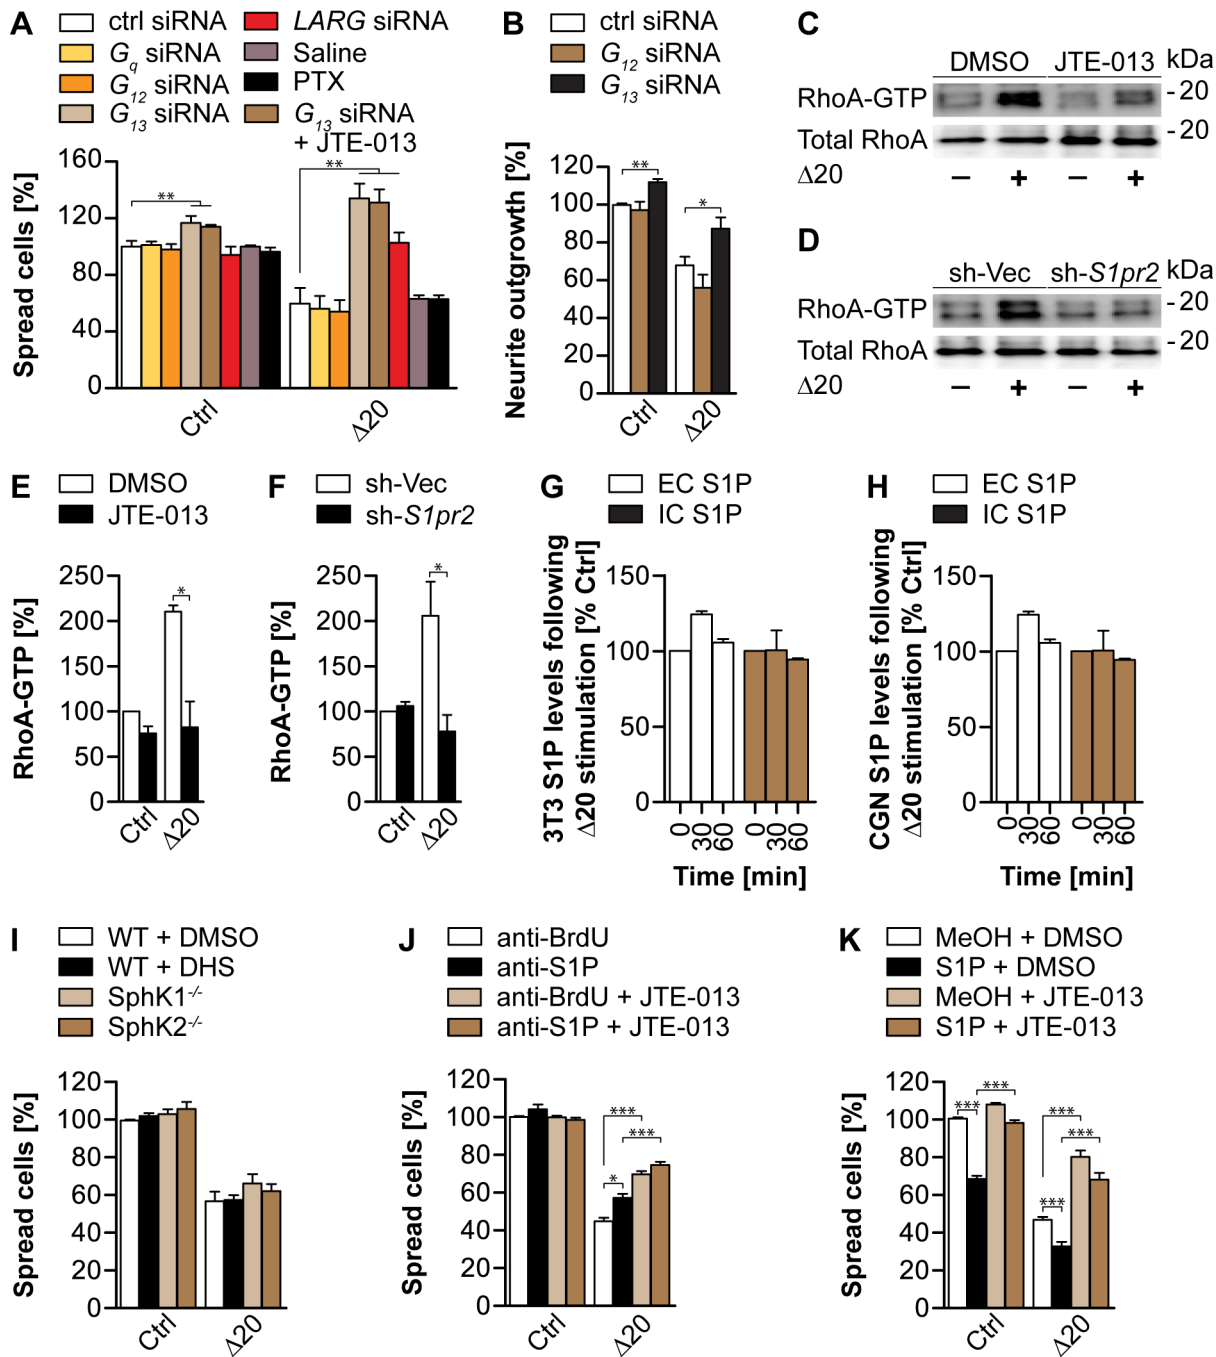 A
ctrl siRNA
Gq siRNA
G12 siRNA
G13 siRNA
LARG siRNA
Saline
PTX
G13 siRNA
+ JTE-013
Spread cells [%]
160
120
80
40
0
**
**
Ctrl
Δ20
B
ctrl siRNA
G12 siRNA
G13 siRNA
Neurite outgrowth [%]
120
100
80
60
40
20
0
**
*
Ctrl
Δ20
C
DMSO JTE-013 kDa
RhoA-GTP -20
Total RhoA -20
Δ20 − + − +
D
sh-Vec sh-S1pr2 kDa
RhoA-GTP -20
Total RhoA -20
Δ20 − + − +
E
DMSO
JTE-013
RhoA-GTP [%]
250
200
150
100
50
0
*
Ctrl
Δ20
F
sh-Vec
sh-S1pr2
RhoA-GTP [%]
250
200
150
100
50
0
*
Ctrl
Δ20
G
EC S1P
IC S1P
3T3 S1P levels following
Δ20 stimulation [% Ctrl]
150
100
50
0
0 30 60 0 30 60
Time [min]
H
EC S1P
IC S1P
CGN S1P levels following
Δ20 stimulation [% Ctrl]
150
100
50
0
0 30 60 0 30 60
Time [min]
I
WT + DMSO
WT + DHS
SphK1-/-
SphK2-/-
Spread cells [%]
120
100
80
60
40
20
0
Ctrl
Δ20
J
anti-BrdU
anti-S1P
anti-BrdU + JTE-013
anti-S1P + JTE-013
Spread cells [%]
120
100
80
60
40
20
0
***
***
*
Ctrl
Δ20
K
MeOH + DMSO
S1P + DMSO
MeOH + JTE-013
S1P + JTE-013
Spread cells [%]
120
100
80
60
40
20
0
***
***
***
***
***
Ctrl
Δ20